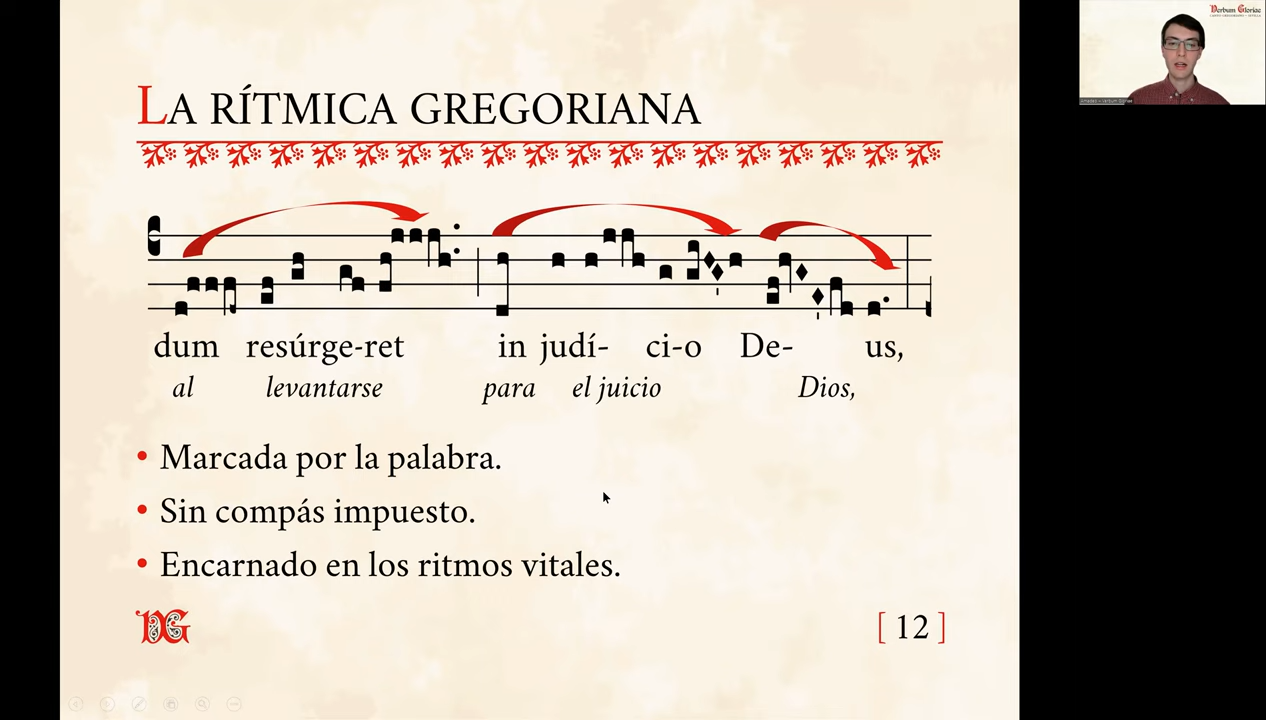 LA RÍTMICA GREGORIANA
dum resúrge-ret in judí- ci-o De- us,
al levantarse para el juicio Dios,
• Marcada por la palabra.
• Sin compás impuesto.
• Encarnado en los ritmos vitales.
VG
[ 12 ]
Verbum Gloriae